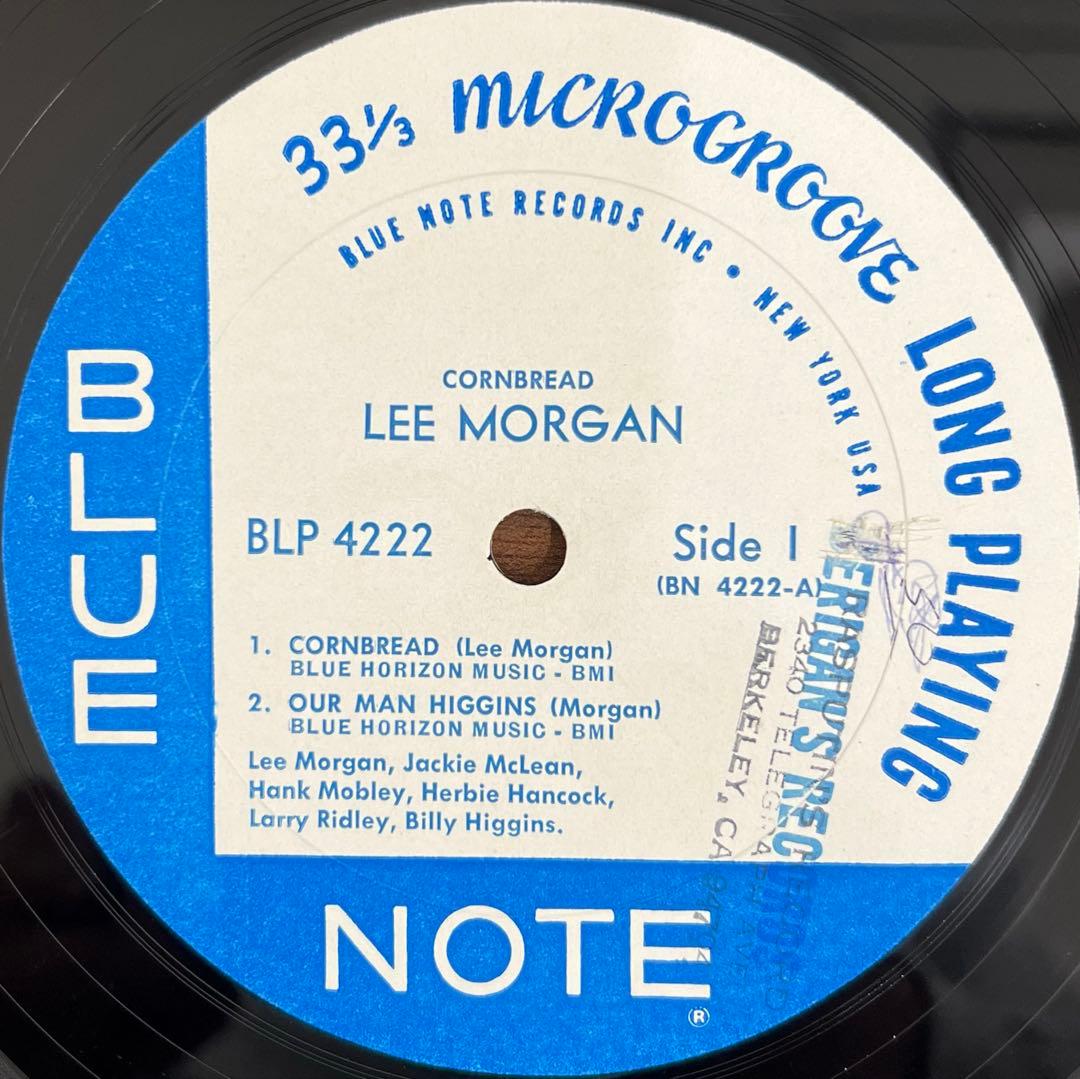 33⅓ MICROGROOVE LONG PLAYING
BLUE NOTE RECORDS INC • NEW YORK USA
CORNBREAD
LEE MORGAN
BLP 4222
Side 1
(BN 4222-A)
1. CORNBREAD (Lee Morgan)
BLUE HORIZON MUSIC - BMI
2. OUR MAN HIGGINS (Morgan)
BLUE HORIZON MUSIC - BMI
Lee Morgan, Jackie McLean,
Hank Mobley, Herbie Hancock,
Larry Ridley, Billy Higgins.
BLUE
NOTE
®
2340 TELEGRAPH AVE
BERKELEY, CA